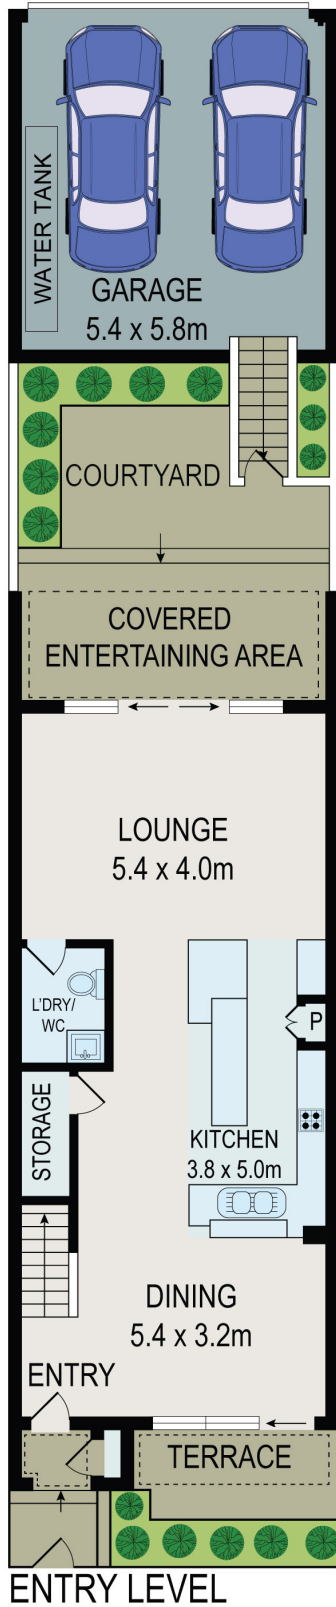 WATER TANK
GARAGE
5.4 x 5.8m
COURTYARD
COVERED
ENTERTAINING AREA
LOUNGE
5.4 x 4.0m
L'DRY/
WC
P
STORAGE
KITCHEN
3.8 x 5.0m
DINING
5.4 x 3.2m
ENTRY
TERRACE
ENTRY LEVEL